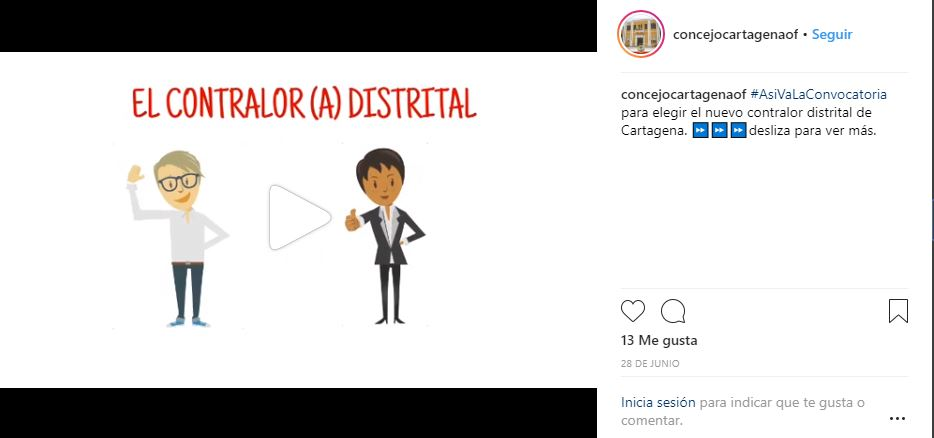 EL CONTRALOR (A) DISTRITAL
concejocartagenaof • Seguir
concejocartagenaof #AsiVaLaConvocatoria
para elegir el nuevo contralor distrital de
Cartagena. ⏩⏩⏩desliza para ver más.
13 Me gusta
28 DE JUNIO
Inicia sesión para indicar que te gusta o
comentar.